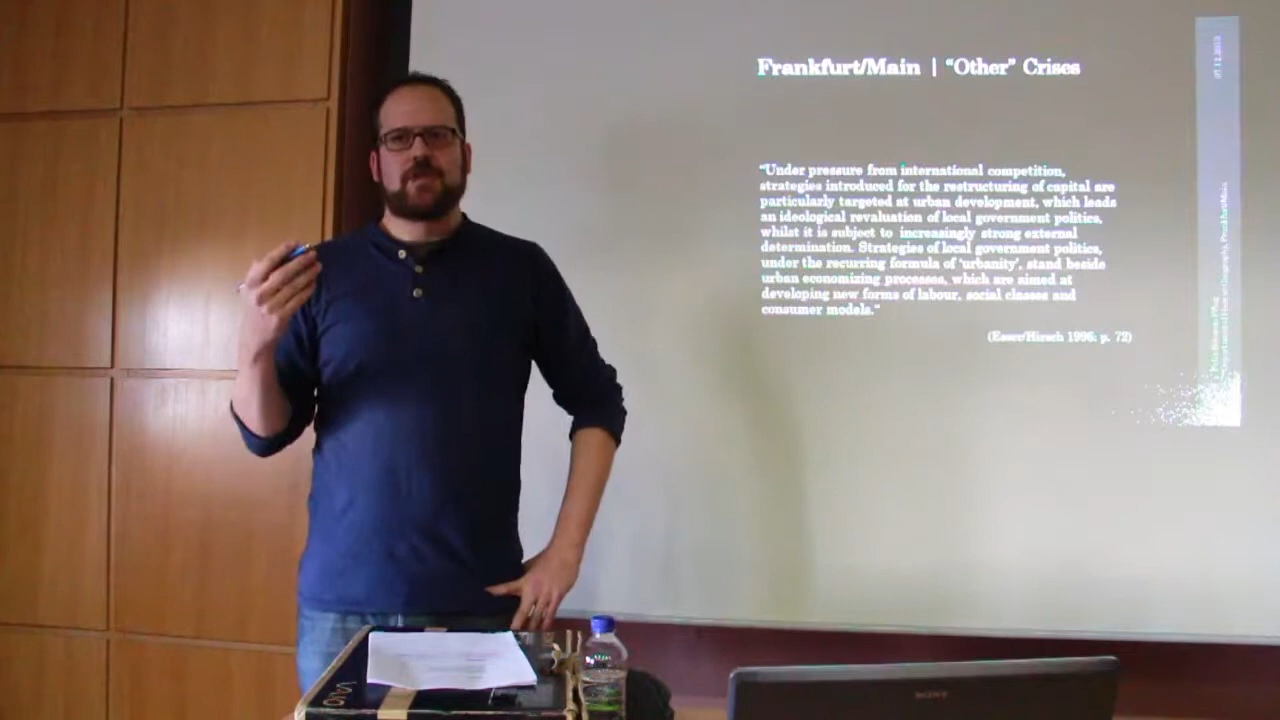 Frankfurt/Main | “Other” Crises
“Under pressure from international competition,
strategies introduced for the restructuring of capital are
particularly targeted at urban development, which leads
an ideological revaluation of local government politics,
whilst it is subject to increasingly strong external
determination. Strategies of local government politics,
under the recurring formula of ‘urbanity’, stand beside
urban economizing processes, which are aimed at
developing new forms of labour, social classes and
consumer models.”
(Esser/Hirsch 1996: p. 72)
VAIO
SONY